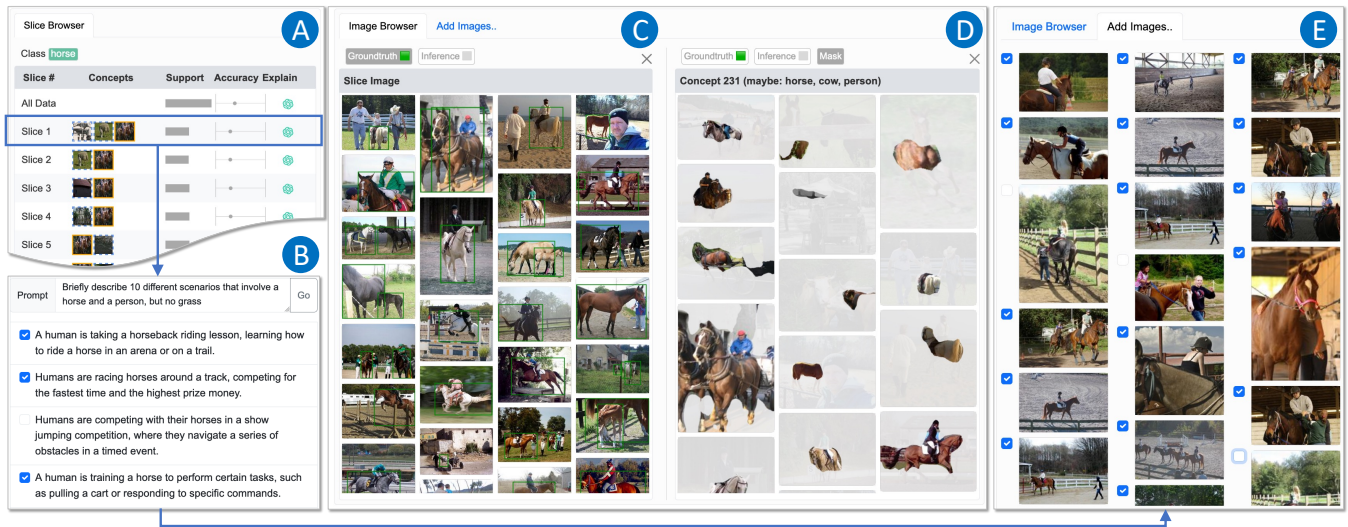 Slice Browser
A
Class horse
Slice # Concepts Support Accuracy Explain
All Data
Slice 1
Slice 2
Slice 3
Slice 4
Slice 5
B
Prompt
Briefly describe 10 different scenarios that involve a
horse and a person, but no grass
Go
A human is taking a horseback riding lesson, learning how
to ride a horse in an arena or on a trail.
Humans are racing horses around a track, competing for
the fastest time and the highest prize money.
Humans are competing with their horses in a show
jumping competition, where they navigate a series of
obstacles in a timed event.
A human is training a horse to perform certain tasks, such
as pulling a cart or responding to specific commands.
Image Browser Add Images..
C
Groundtruth Inference
Slice Image
D
Groundtruth Inference Mask
Concept 231 (maybe: horse, cow, person)
Image Browser Add Images..
E